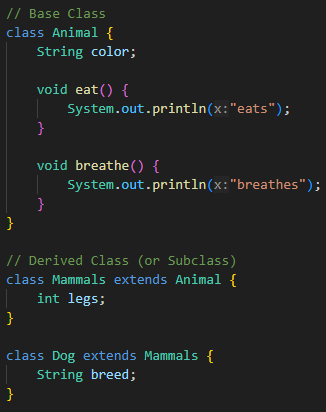 // Base Class
class Animal {
    String color;

    void eat() {
        System.out.println(x:"eats");
    }

    void breathe() {
        System.out.println(x:"breathes");
    }
}

// Derived Class (or Subclass)
class Mammals extends Animal {
    int legs;
}

class Dog extends Mammals {
    String breed;
}